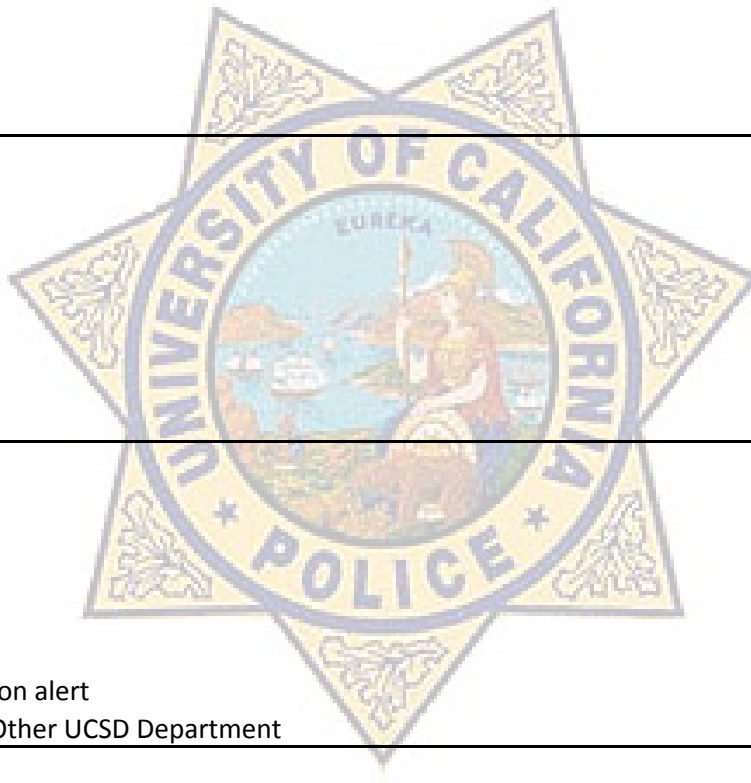 UNIVERSITY OF CALIFORNIA
EUREKA
POLICE
on alert
Other UCSD Department